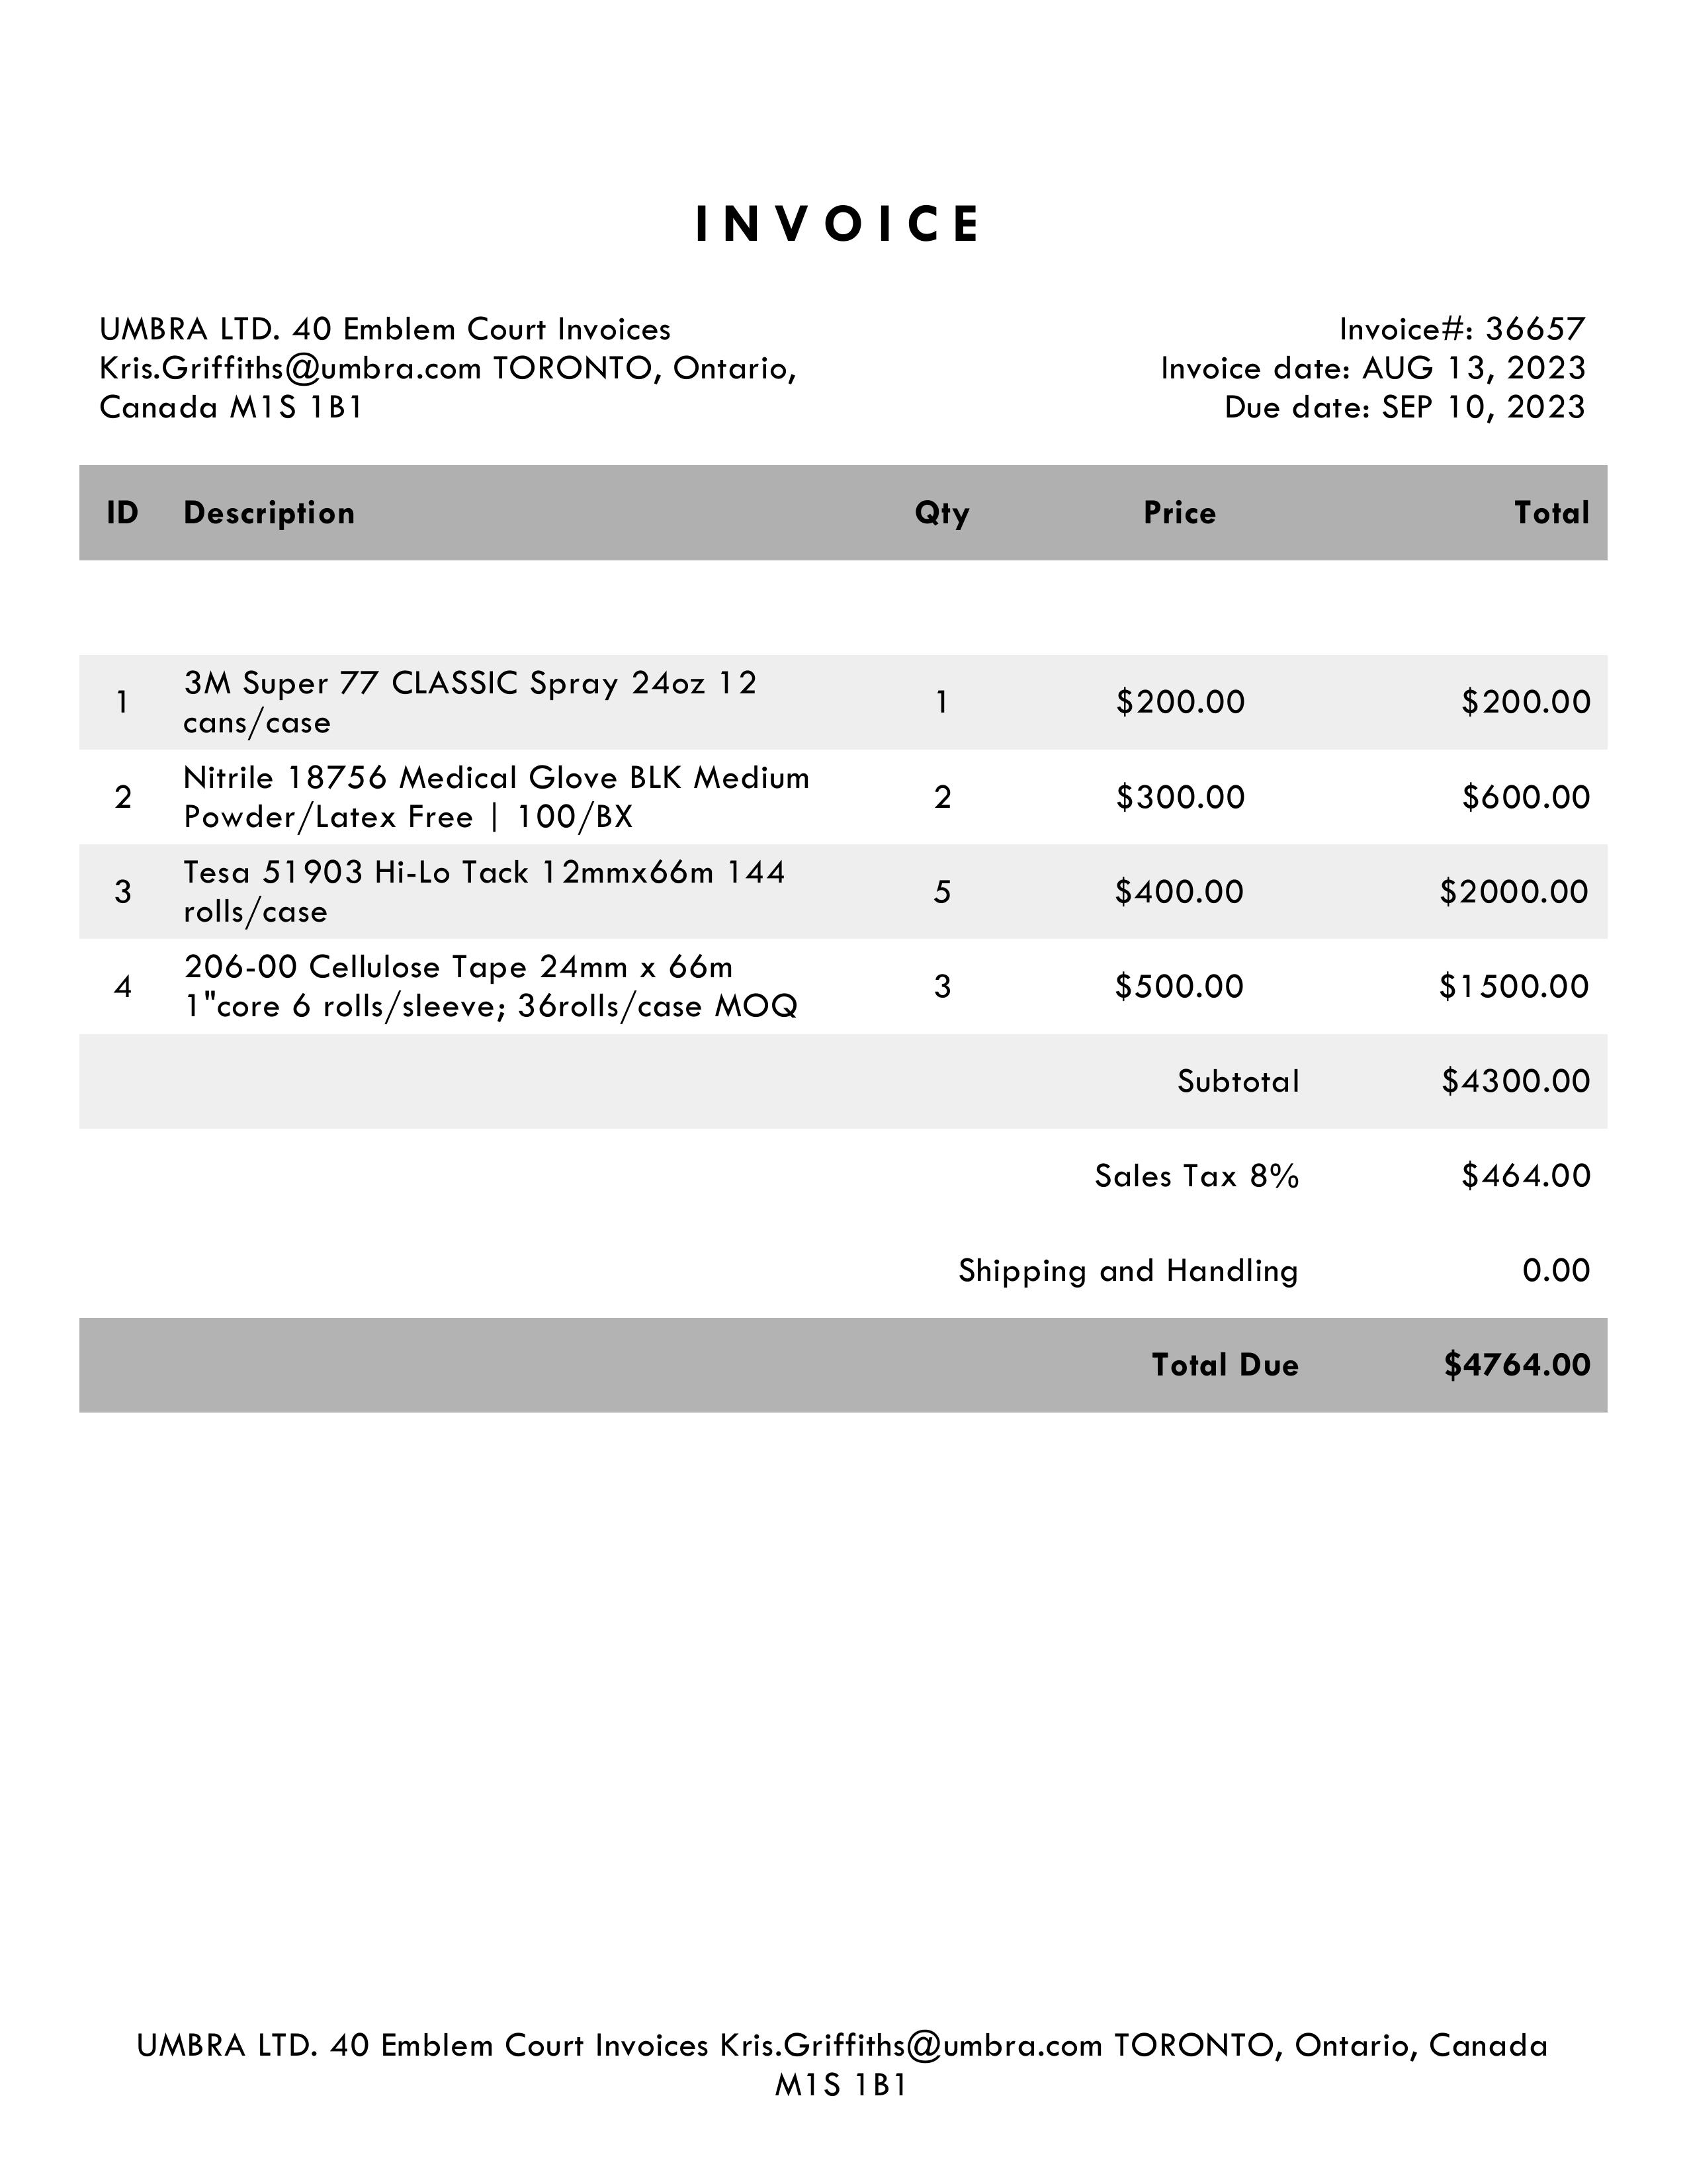 INVOICE
UMBRA LTD. 40 Emblem Court Invoices
Kris.Griffiths@umbra.com TORONTO, Ontario,
Canada M1S 1B1
Invoice#: 36657
Invoice date: AUG 13, 2023
Due date: SEP 10, 2023
ID Description Qty Price Total
1 3M Super 77 CLASSIC Spray 24oz 12
cans/case 1 $200.00 $200.00
2 Nitrile 18756 Medical Glove BLK Medium
Powder/Latex Free | 100/BX 2 $300.00 $600.00
3 Tesa 51903 Hi-Lo Tack 12mmx66m 144
rolls/case 5 $400.00 $2000.00
4 206-00 Cellulose Tape 24mm x 66m
1"core 6 rolls/sleeve; 36rolls/case MOQ 3 $500.00 $1500.00
Subtotal $4300.00
Sales Tax 8% $464.00
Shipping and Handling 0.00
Total Due $4764.00
UMBRA LTD. 40 Emblem Court Invoices Kris.Griffiths@umbra.com TORONTO, Ontario, Canada
M1S 1B1